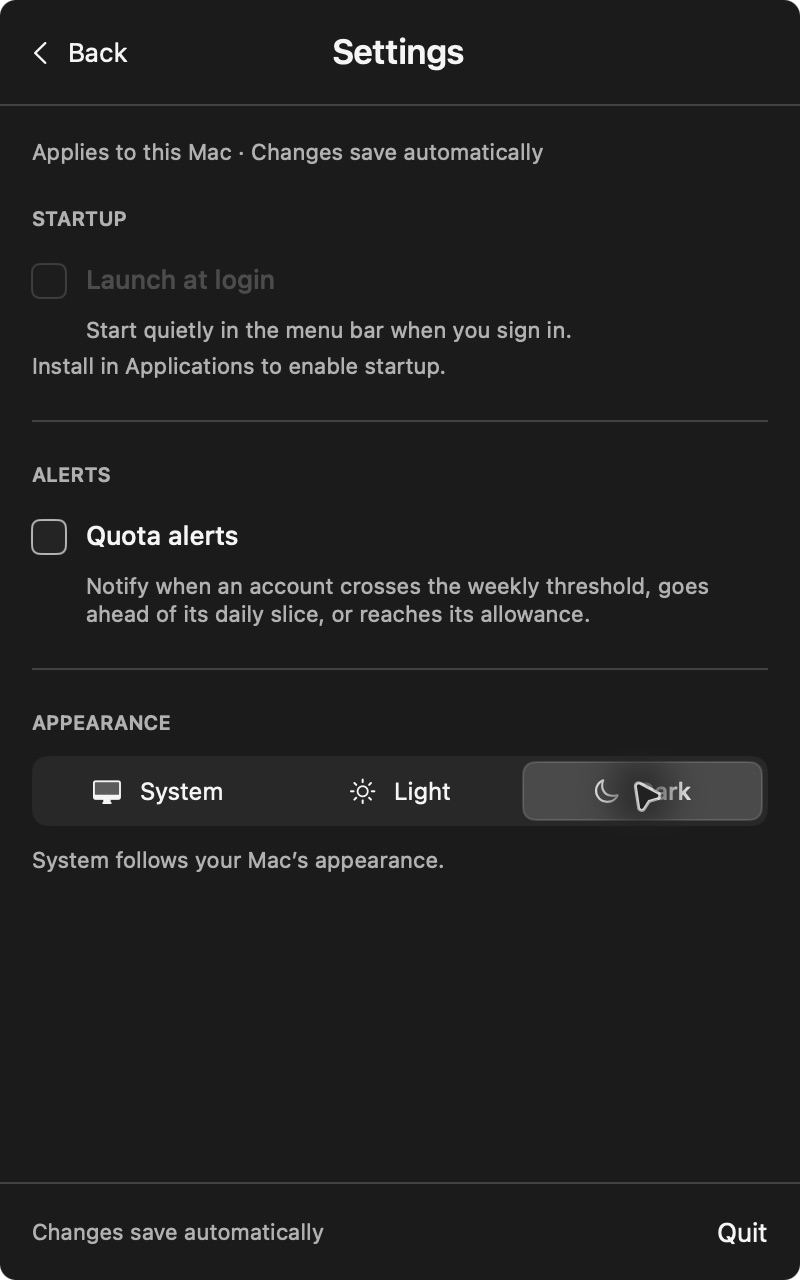 Back
Settings
Applies to this Mac · Changes save automatically
STARTUP
Launch at login
Start quietly in the menu bar when you sign in.
Install in Applications to enable startup.
ALERTS
Quota alerts
Notify when an account crosses the weekly threshold, goes
ahead of its daily slice, or reaches its allowance.
APPEARANCE
System
Light
Dark
System follows your Mac’s appearance.
Changes save automatically
Quit